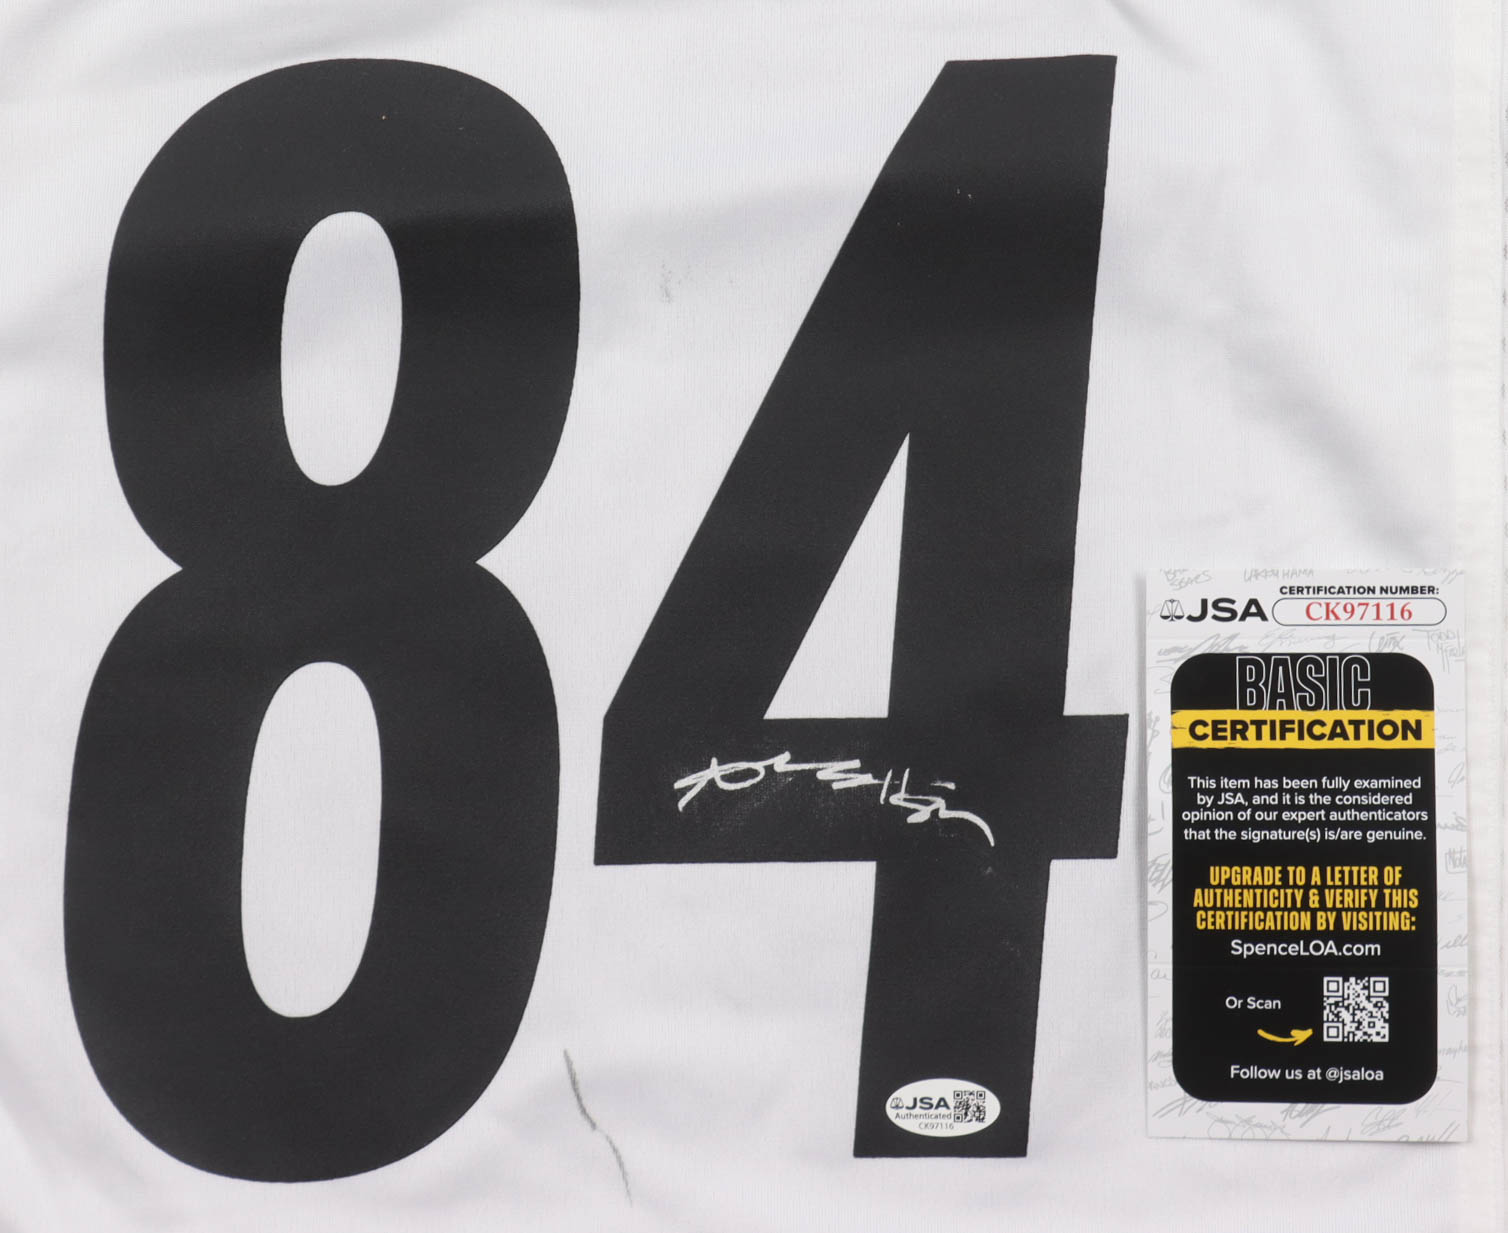 84
JSA
Authenticated
CK97116
JSA
CERTIFICATION NUMBER:
CK97116
BASIC
CERTIFICATION
This item has been fully examined
by JSA, and it is the considered
opinion of our expert authenticators
that the signature(s) is/are genuine.
UPGRADE TO A LETTER OF
AUTHENTICITY & VERIFY THIS
CERTIFICATION BY VISITING:
SpenceLOA.com
Or Scan
Follow us at @jsaloa